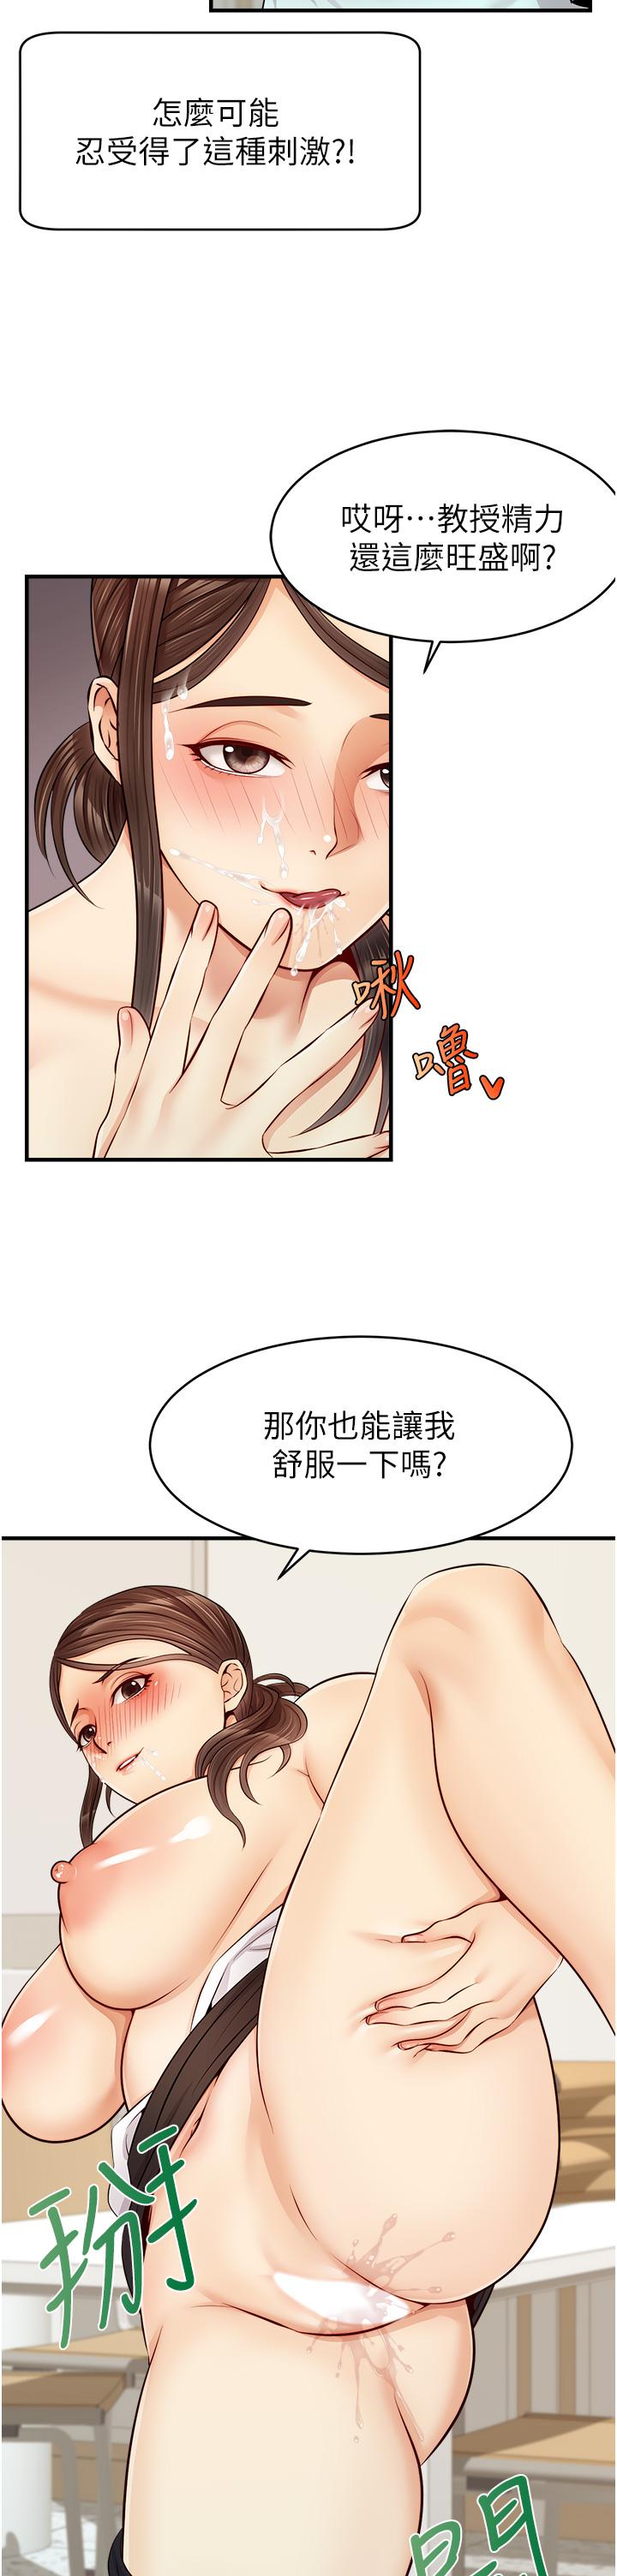 怎麼可能
忍受得了這種刺激?!
哎呀⋯教授精力
還這麼旺盛啊?
啾
嚕
那你也能讓我
舒服一下嗎?
掰
開